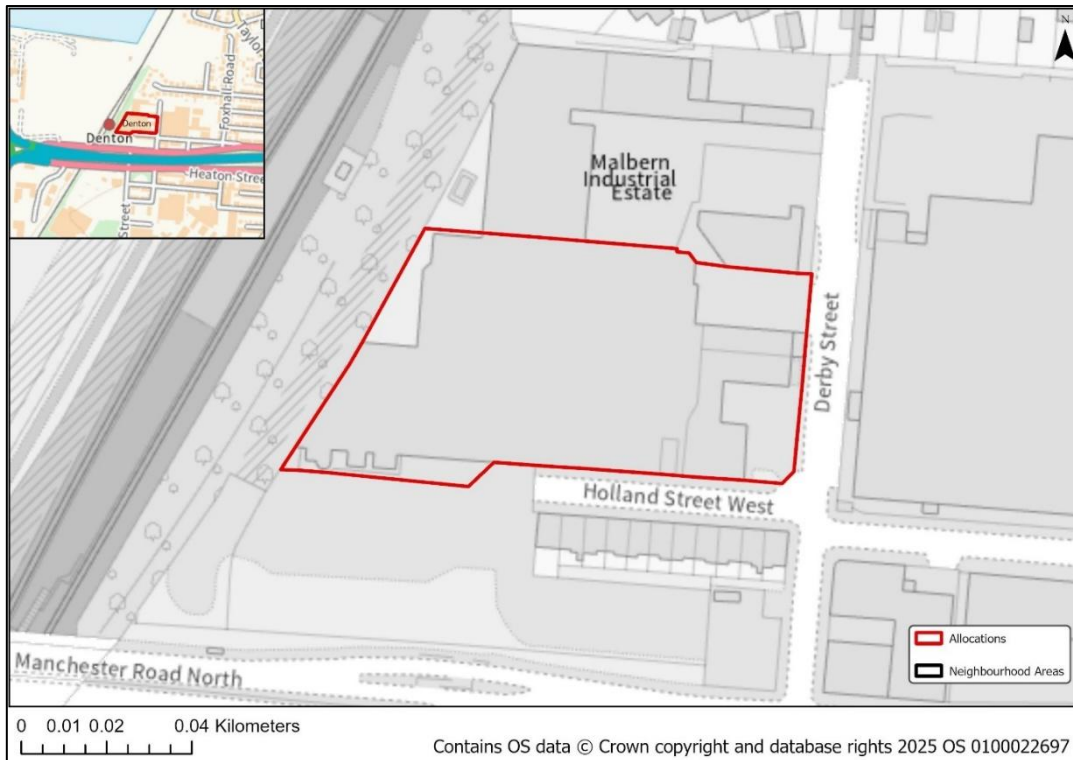 Taylor
Foxhall Road
Denton
Denton
Heaton Stree
Street
N
Malbern
Industrial
Estate
Derby Street
Holland Street West
Manchester Road North
Allocations
Neighbourhood Areas
0 0.01 0.02 0.04 Kilometers
Contains OS data © Crown copyright and database rights 2025 OS 0100022697